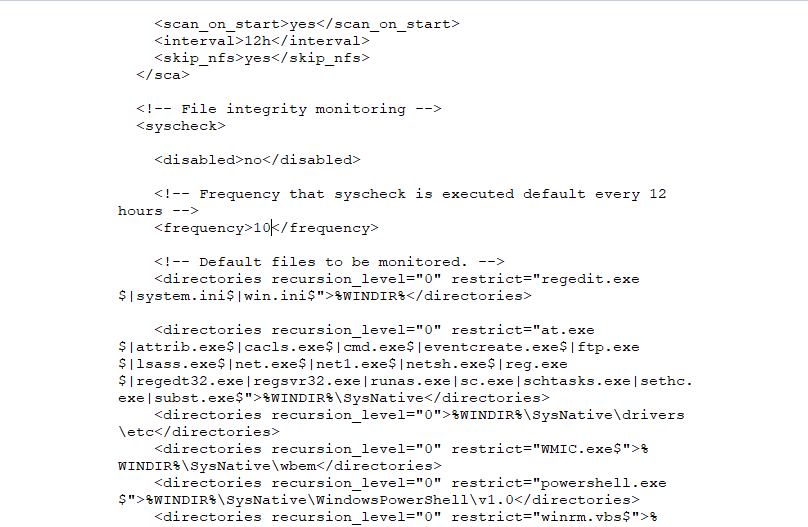 <scan_on_start>yes</scan_on_start>
<interval>12h</interval>
<skip_nfs>yes</skip_nfs>
</sca>
<!-- File integrity monitoring -->
<syscheck>
<disabled>no</disabled>
<!-- Frequency that syscheck is executed default every 12
hours -->
<frequency>10</frequency>
<!-- Default files to be monitored. -->
<directories recursion_level="0" restrict="regedit.exe
$|system.ini$|win.ini$">%WINDIR%</directories>
<directories recursion_level="0" restrict="at.exe
$|attrib.exe$|cacls.exe$|cmd.exe$|eventcreate.exe$|ftp.exe
$|lsass.exe$|net.exe$|net1.exe$|netsh.exe$|reg.exe
$|regedt32.exe|regsvr32.exe|runas.exe|sc.exe|schtasks.exe|sethc.
exe|subst.exe$">%WINDIR%\SysNative</directories>
<directories recursion_level="0">%WINDIR%\SysNative\drivers
\etc</directories>
<directories recursion_level="0" restrict="WMIC.exe$">%
WINDIR%\SysNative\wbem</directories>
<directories recursion_level="0" restrict="powershell.exe
$">%WINDIR%\SysNative\WindowsPowerShell\v1.0</directories>
<directories recursion_level="0" restrict="winrm.vbs$">%